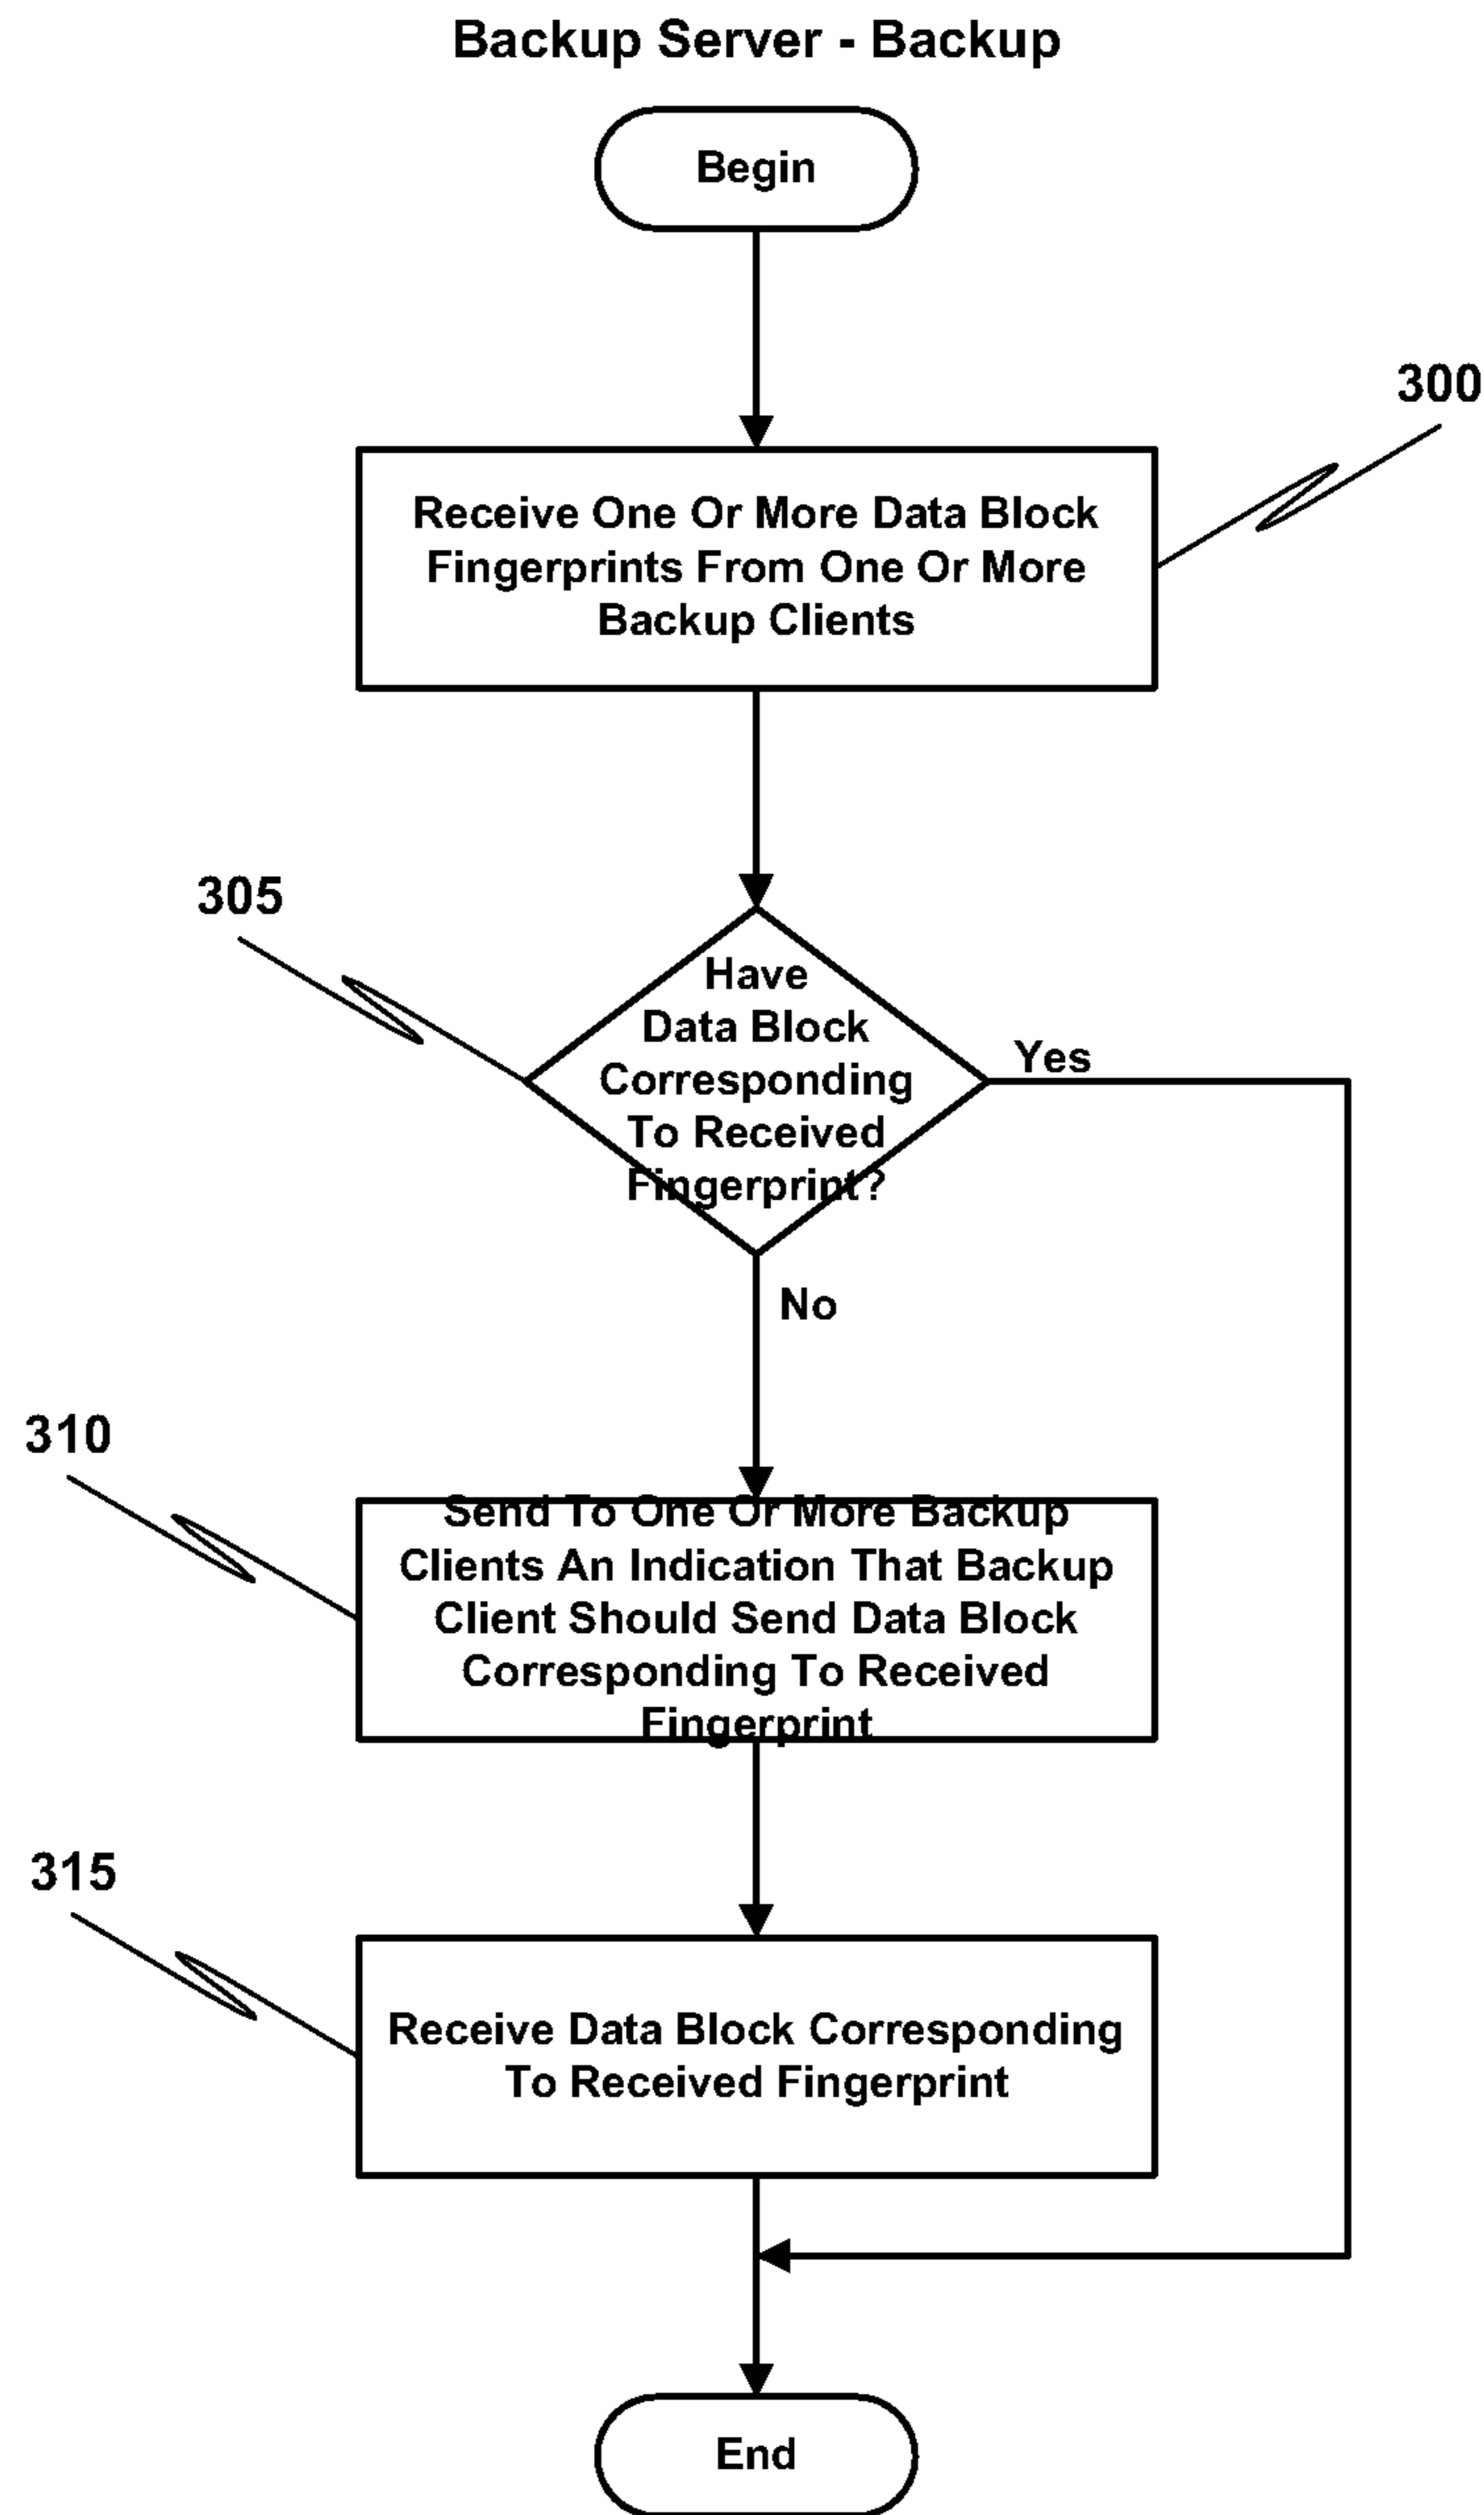 Backup Server - Backup
Begin
300
Receive One Or More Data Block
Fingerprints From One Or More
Backup Clients
305
Have
Data Block
Corresponding
To Received
Fingerprint?
Yes
No
310
Send To One Or More Backup
Clients An Indication That Backup
Client Should Send Data Block
Corresponding To Received
Fingerprint
315
Receive Data Block Corresponding
To Received Fingerprint
End